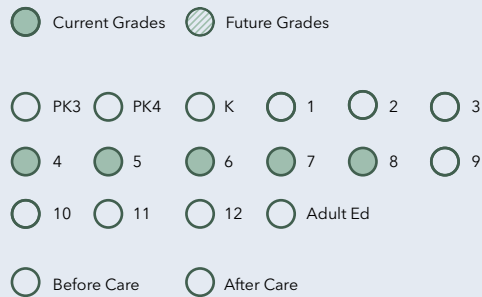 Current Grades Future Grades
PK3 PK4 K 1 2 3
4 5 6 7 8 9
10 11 12 Adult Ed
Before Care After Care